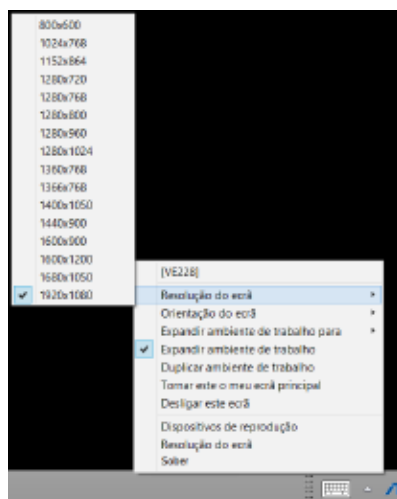 800x600
1024x768
1152x864
1280x720
1280x768
1280x800
1280x960
1280x1024
1360x768
1366x768
1400x1050
1440x900
1600x900
1600x1200
1680x1050
1920x1080
[VE228]
Resolução do ecrã
Orientação do ecrã
Expandir ambiente de trabalho para
Expandir ambiente de trabalho
Duplicar ambiente de trabalho
Tornar este o meu ecrã principal
Desligar este ecrã
Dispositivos de reprodução
Resolução do ecrã
Sober